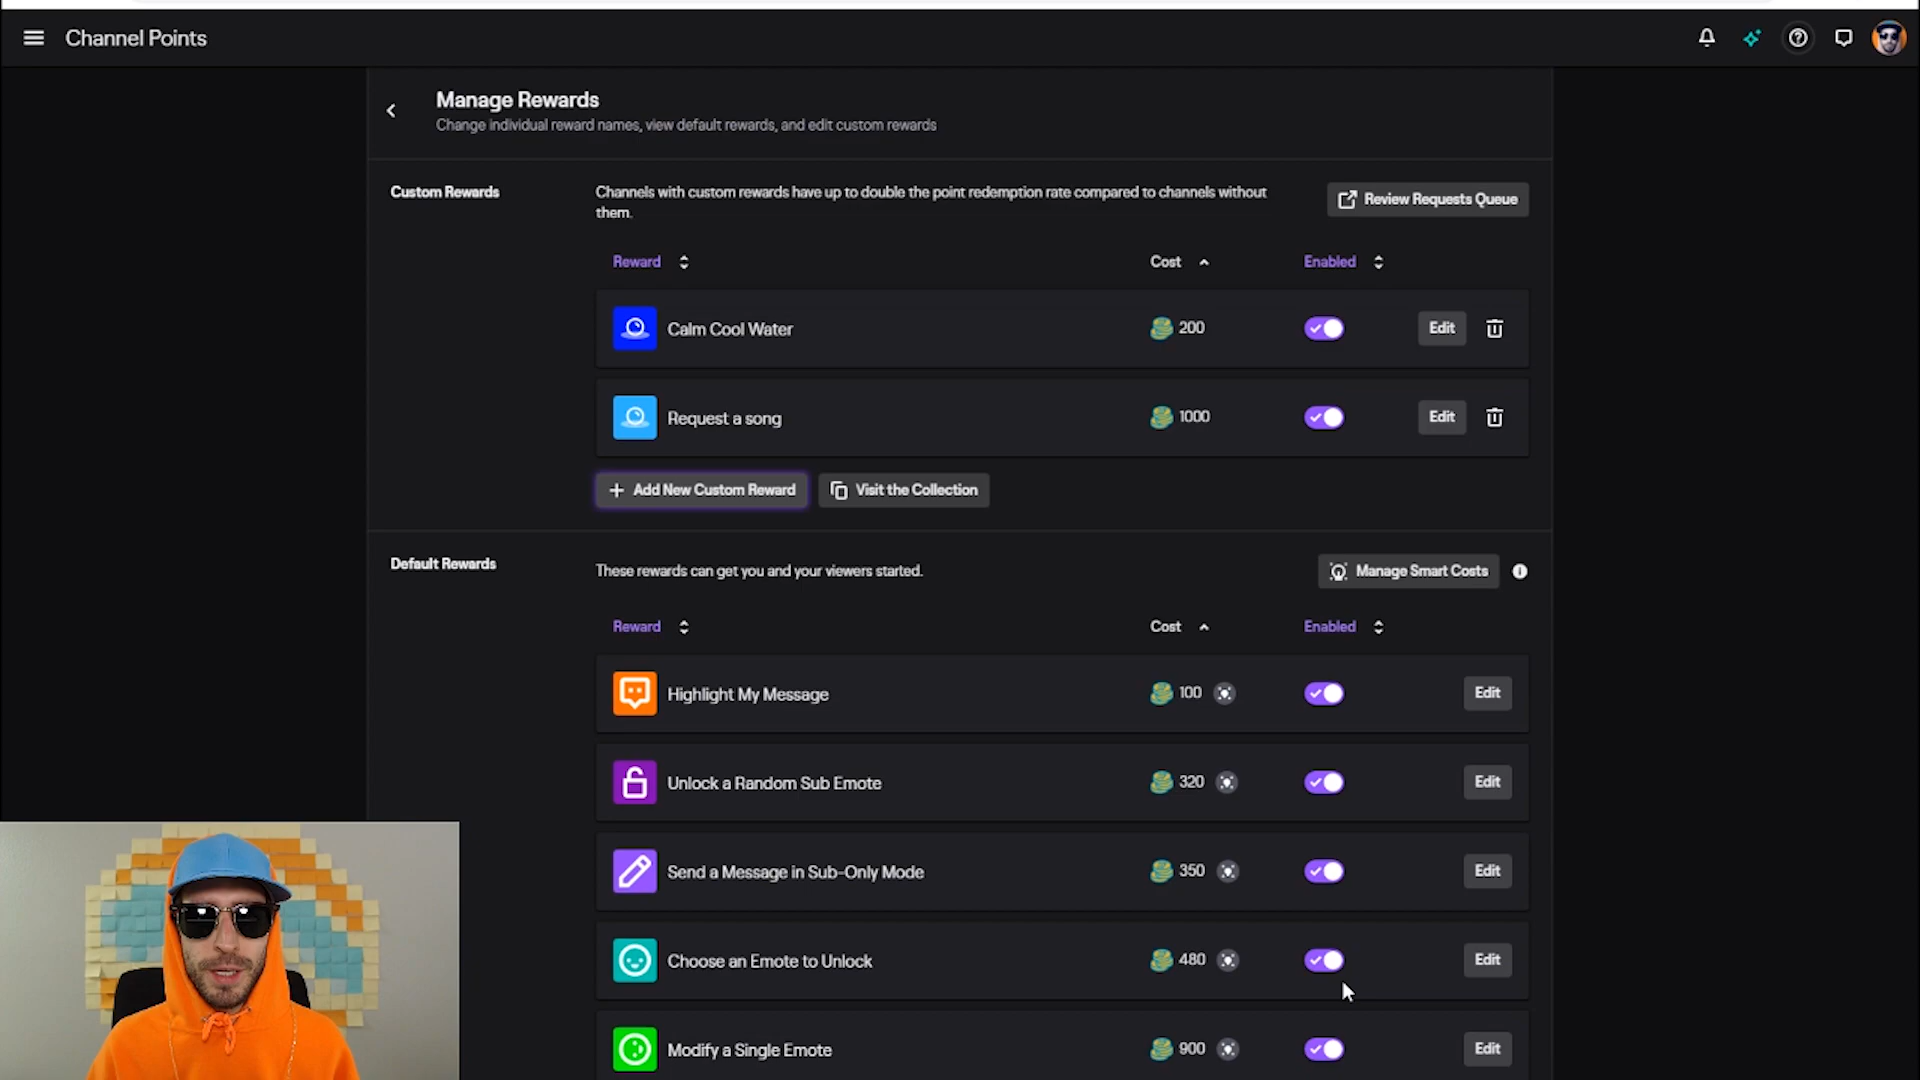 Channel Points
Manage Rewards
Change individual reward names, view default rewards, and edit custom rewards
Custom Rewards
Channels with custom rewards have up to double the point redemption rate compared to channels without
them.
Review Requests Queue
Reward Cost Enabled
Calm Cool Water 200 Edit
Request a song 1000 Edit
Add New Custom Reward Visit the Collection
Default Rewards
These rewards can get you and your viewers started.
Manage Smart Costs
Reward Cost Enabled
Highlight My Message 100 Edit
Unlock a Random Sub Emote 320 Edit
Send a Message in Sub-Only Mode 350 Edit
Choose an Emote to Unlock 480 Edit
Modify a Single Emote 900 Edit